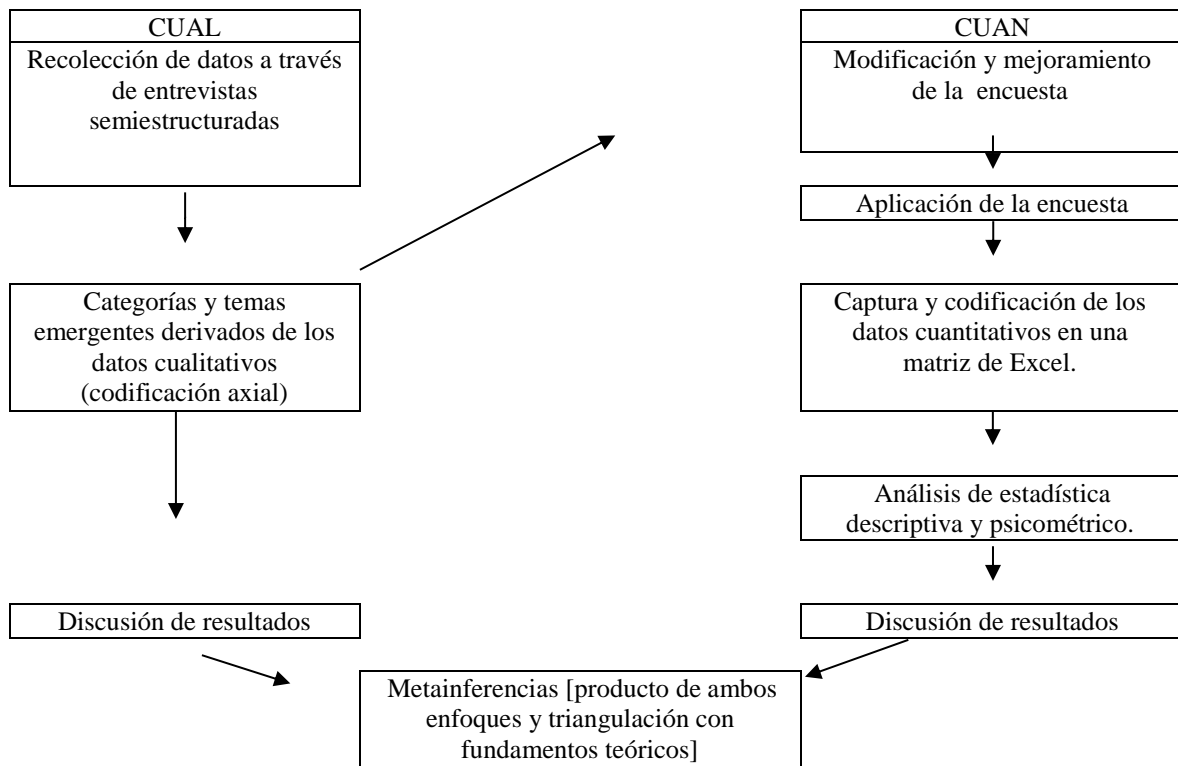 CUAL
Recolección de datos a través
de entrevistas
semiestructuradas
Categorías y temas
emergentes derivados de los
datos cualitativos
(codificación axial)
Discusión de resultados
CUAN
Modificación y mejoramiento
de la encuesta
Aplicación de la encuesta
Captura y codificación de los
datos cuantitativos en una
matriz de Excel.
Análisis de estadística
descriptiva y psicométrico.
Discusión de resultados
Metainferencias [producto de ambos
enfoques y triangulación con
fundamentos teóricos]